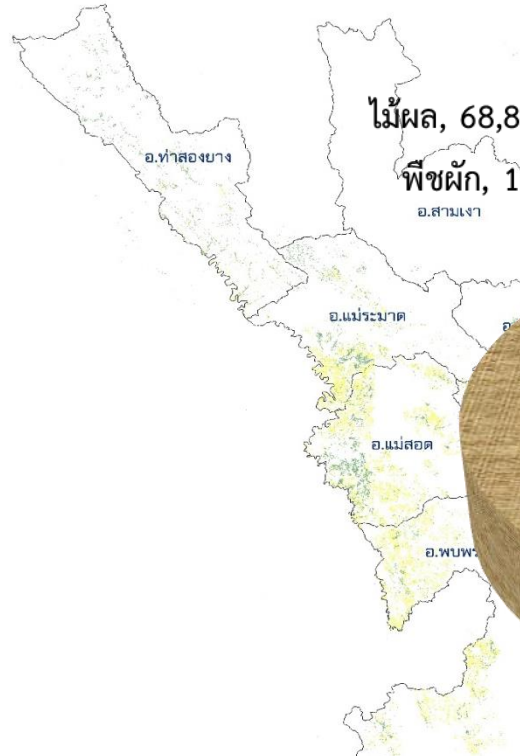 ไม้ผล, 68,8
อ.ท่าสองยาง
พืชผัก, 1
อ.สามเงา
อ.แม่ระมาด
อ.แม่สอด
อ.พบพร